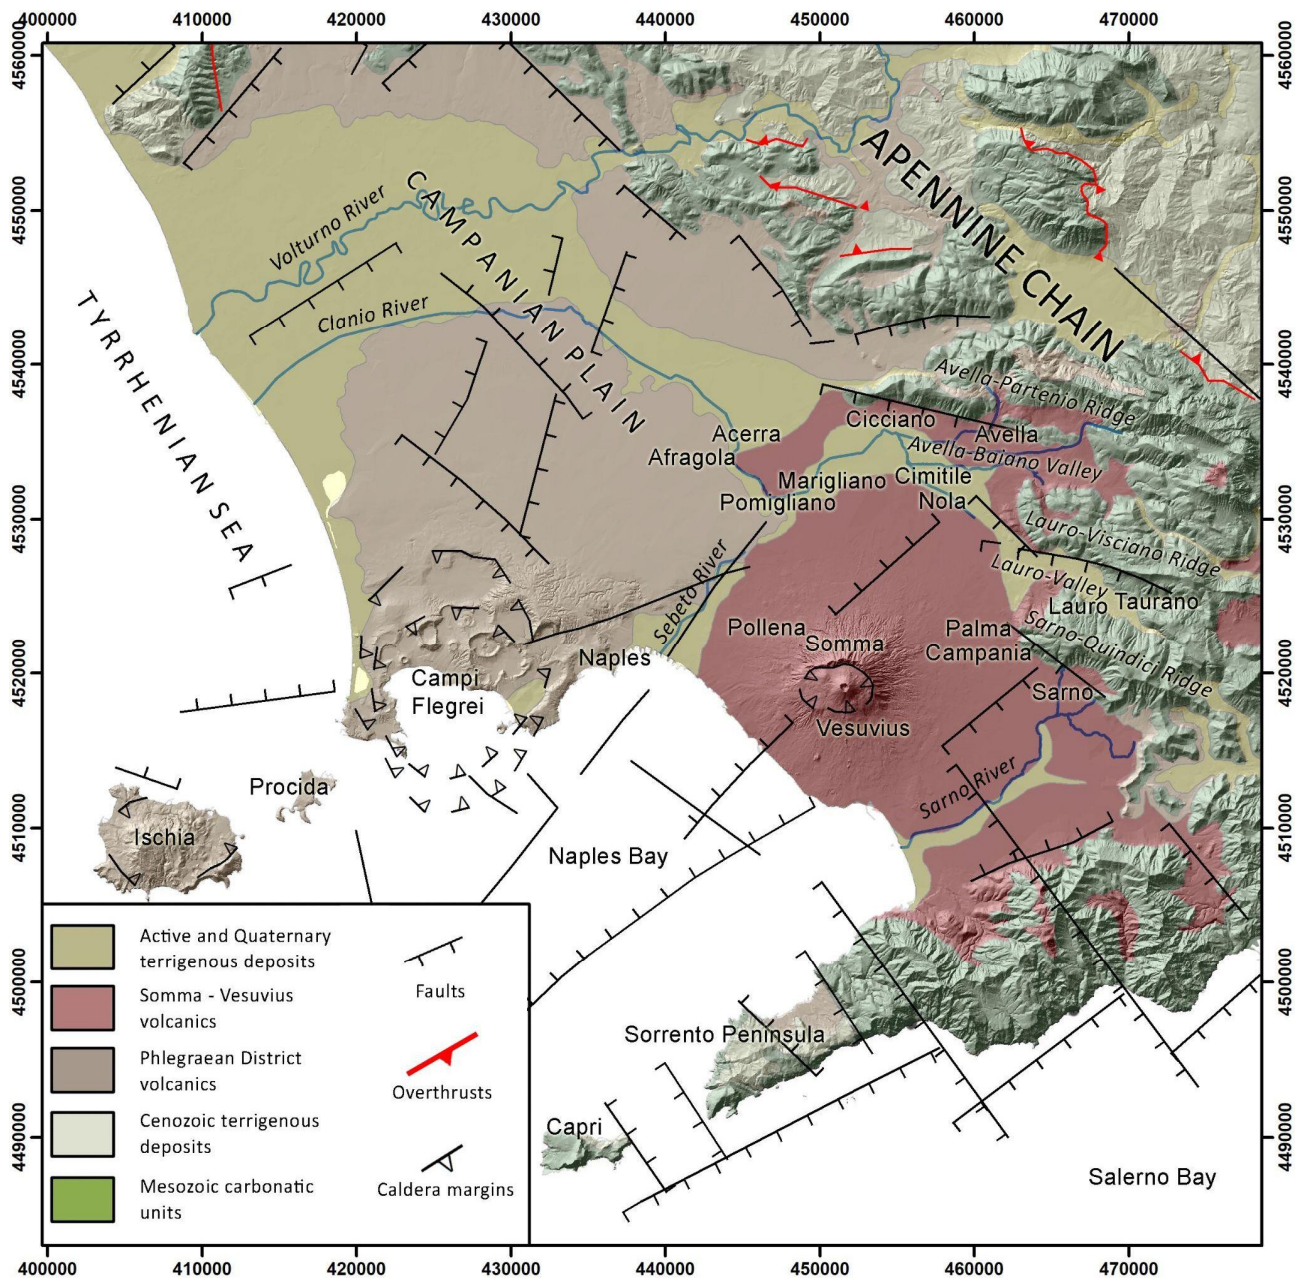 400000 410000 420000 430000 440000 450000 460000 470000
4560000 4560000
4550000 4550000
4540000 4540000
4530000 4530000
4520000 4520000
4510000 4510000
4500000 4500000
4490000 4490000
APENNINE CHAIN
CAMPANIAN PLAIN
Volturno River
Clanio River
TYRRHENIAN SEA
Avella-Partenio Ridge
Cicciano
Acerra
Avella
Afragola
Avella-Baiano Valley
Marigliano
Cimitile
Pomigliano
Nola
Lauro-Visciano Ridge
Lauro-Valley
Sebeto River
Lauro
Taurano
Pollena
Somma
Palma
Campania
Sarno-Quindici Ridge
Naples
Campi
Flegrei
Sarno
Vesuvius
Procida
Sarno River
Ischia
Naples Bay
Sorrento Peninsula
Capri
Salerno Bay
Active and Quaternary
terrigenous deposits
Somma - Vesuvius
volcanics
Phlegraean District
volcanics
Cenozoic terrigenous
deposits
Mesozoic carbonatic
units
Faults
Overthrusts
Caldera margins
400000 410000 420000 430000 440000 450000 460000 470000